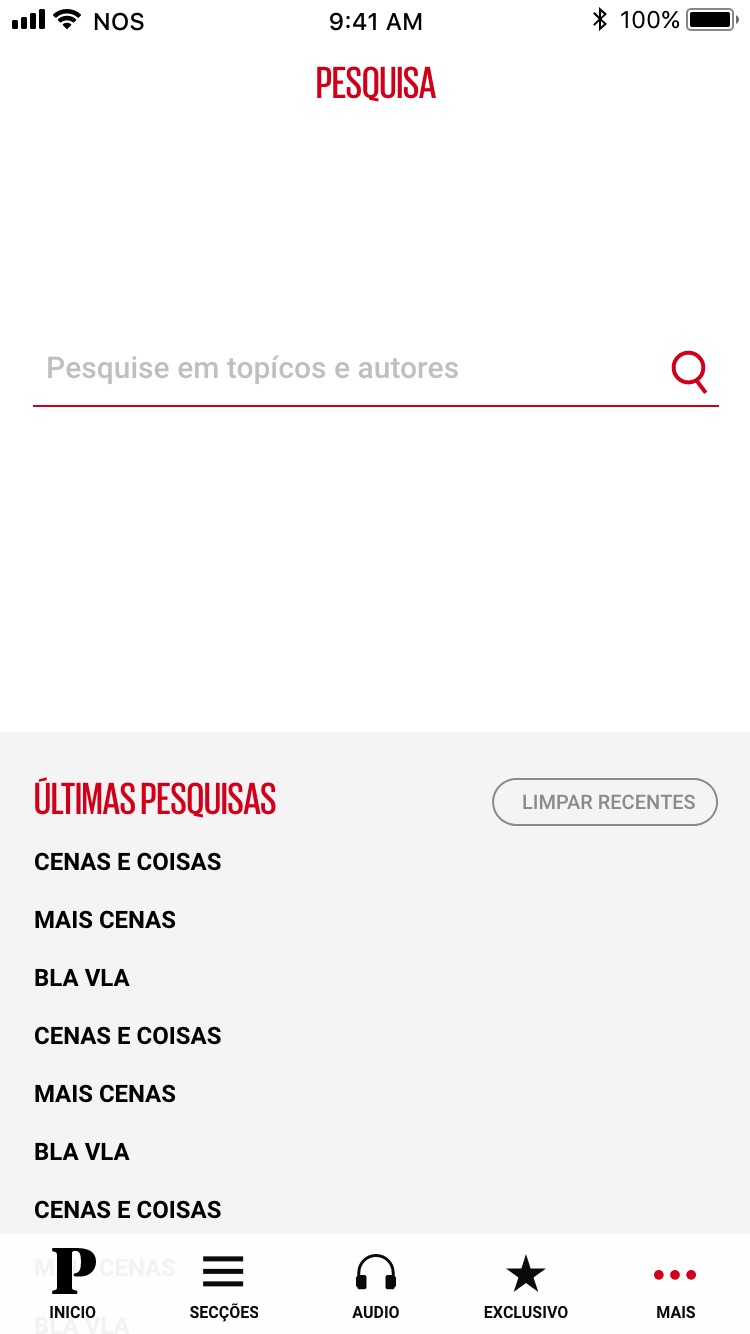 NOS 9:41 AM 100%
PESQUISA
Pesquise em topícos e autores
ÚLTIMAS PESQUISAS LIMPAR RECENTES
CENAS E COISAS
MAIS CENAS
BLA VLA
CENAS E COISAS
MAIS CENAS
BLA VLA
CENAS E COISAS
MAIS CENAS
P
INICIO SECÇÕES AUDIO EXCLUSIVO MAIS
BLA VLA